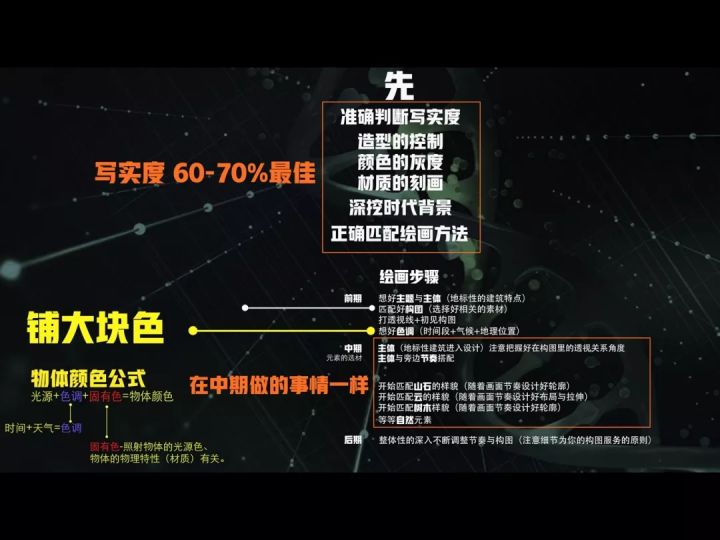 先
准确判断写实度
造型的控制
颜色的灰度
材质的刻画
深挖时代背景
正确匹配绘画方法
写实度 60-70%最佳
绘画步骤
前期
想好主题与主体（地标性的建筑特点）
匹配好构图（选择好相关的素材）
打透视线+初见构图
想好色调（时间段+气候+地理位置）
铺大块色
中期
元素的选材
主体（地标性建筑进入设计）注意把握好在构图里的透视关系角度
主体与旁边节奏搭配
在中期做的事情一样
开始匹配山石的样貌（随着画面节奏设计好轮廓）
开始匹配云的样貌（随着画面节奏设计好布局与拉伸）
开始匹配树木样貌（随着画面节奏设计好轮廓）
等等自然元素
后期
整体性的深入不断调整节奏与构图（注意细节为你的构图服务的原则）
物体颜色公式
光源+色调+固有色=物体颜色
时间+天气=色调
固有色-照射物体的光源色、
物体的物理特性（材质）有关。